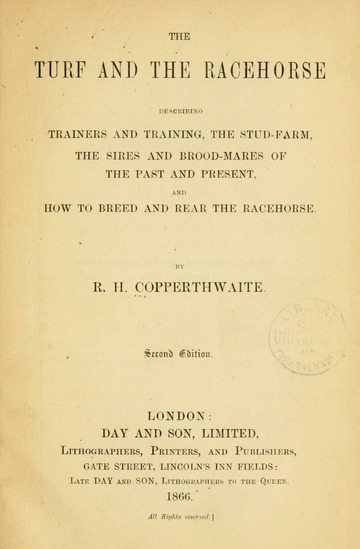 THE
TURF AND THE RACEHORSE
DESCRIBING
TRAINERS AND TRAINING, THE STUD-FARM,
THE SIRES AND BROOD-MARES OF
THE PAST AND PRESENT,
AND
HOW TO BREED AND REAR THE RACEHORSE.
BY
R. H. COPPERTHWAITE.
Second Edition.
LONDON:
DAY AND SON, LIMITED,
LITHOGRAPHERS, PRINTERS, AND PUBLISHERS,
GATE STREET, LINCOLN'S INN FIELDS:
LATE DAY AND SON, LITHOGRAPHERS TO THE QUEEN.
1866.
All Rights reserved.]